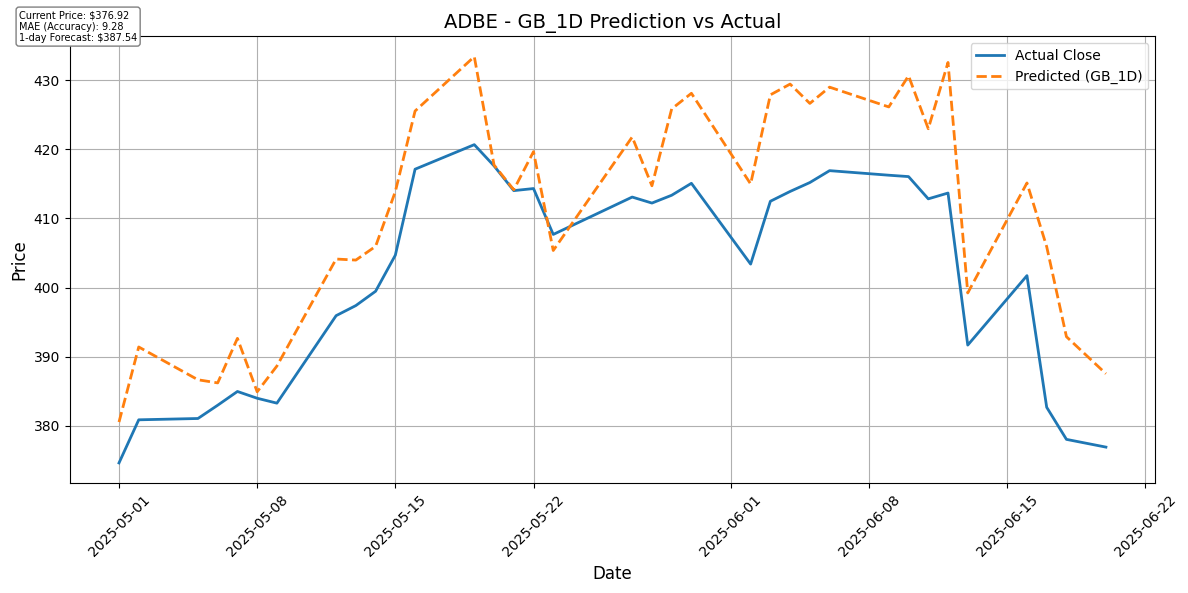 Current Price: $376.92
MAE (Accuracy): 9.28
1-day Forecast: $387.54
ADBE - GB_1D Prediction vs Actual
Actual Close
Predicted (GB_1D)
430
420
410
400
390
380
Price
2025-05-01
2025-05-08
2025-05-15
2025-05-22
2025-06-01
2025-06-08
2025-06-15
2025-06-22
Date